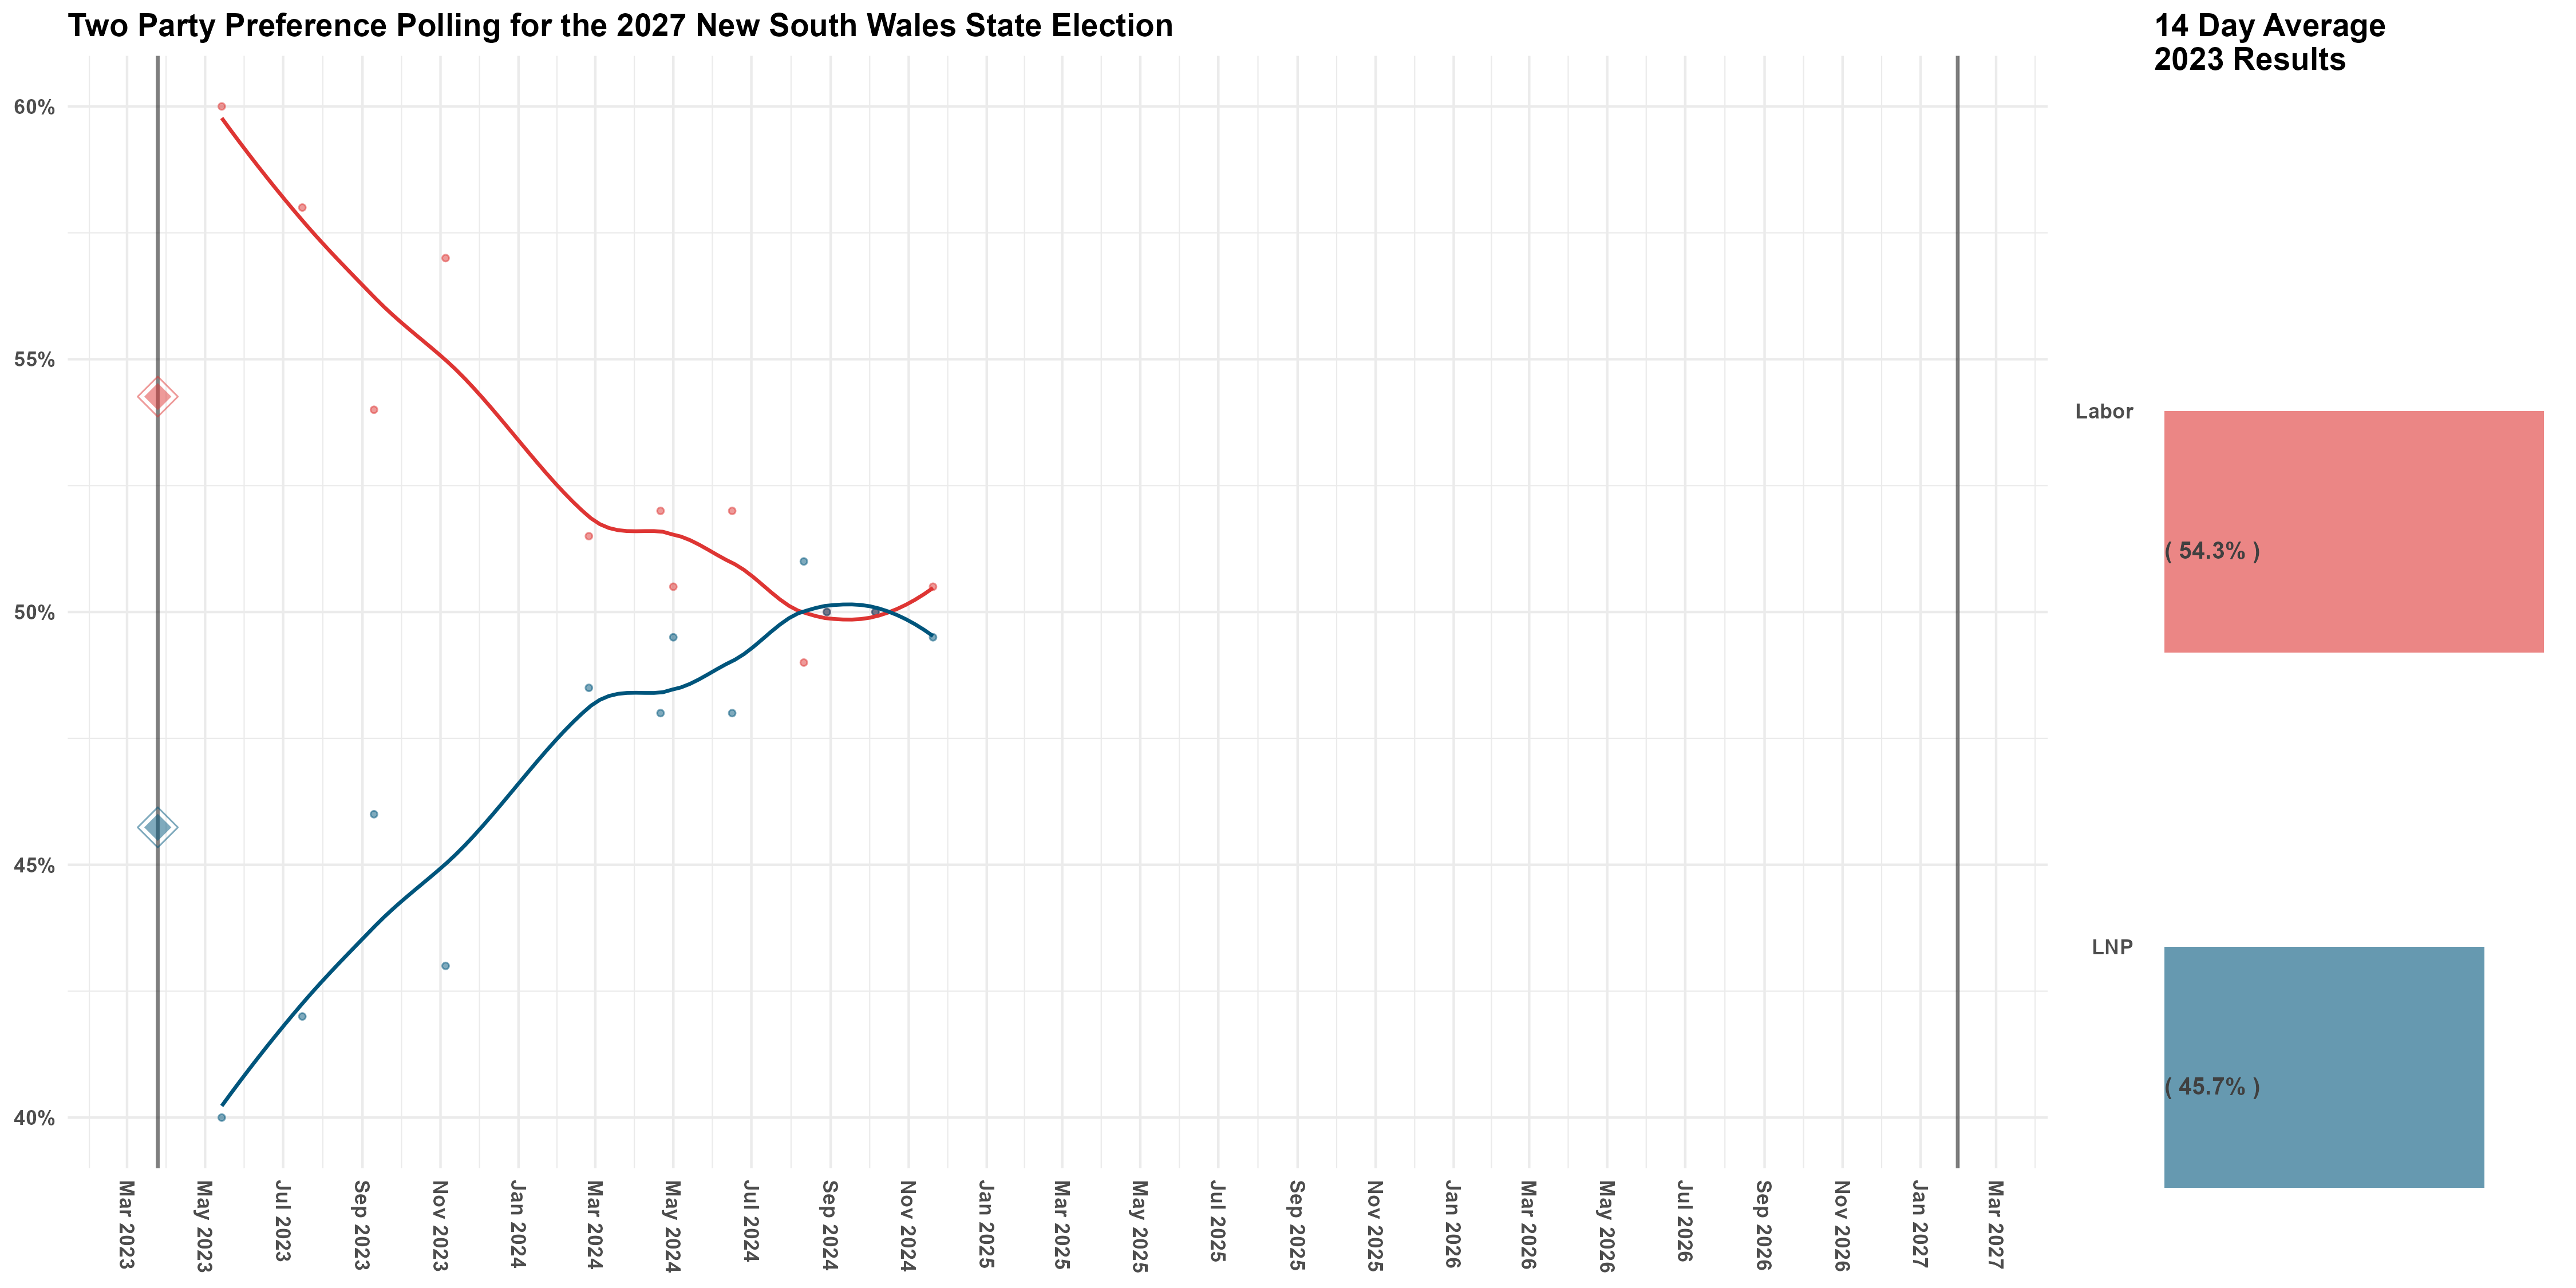 Two Party Preference Polling for the 2027 New South Wales State Election
14 Day Average
2023 Results
60%
55%
50%
45%
40%
Labor
( 54.3% )
LNP
( 45.7% )
Mar 2023
May 2023
Jul 2023
Sep 2023
Nov 2023
Jan 2024
Mar 2024
May 2024
Jul 2024
Sep 2024
Nov 2024
Jan 2025
Mar 2025
May 2025
Jul 2025
Sep 2025
Nov 2025
Jan 2026
Mar 2026
May 2026
Jul 2026
Sep 2026
Nov 2026
Jan 2027
Mar 2027